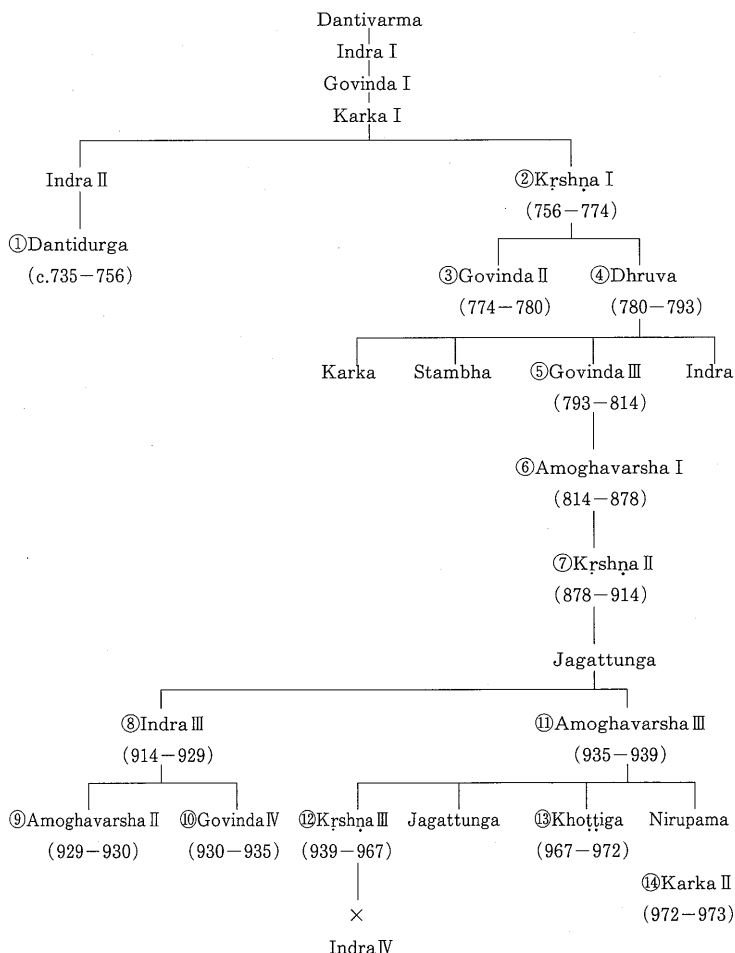 Dantivarma
Indra I
Govinda I
Karka I
Indra II
②Kṛshṇa I
(756－774)
①Dantidurga
(c.735－756)
③Govinda II
④Dhruva
(774－780)
(780－793)
Karka
Stambha
⑤Govinda III
Indra
(793－814)
⑥Amoghavarsha I
(814－878)
⑦Kṛshṇa II
(878－914)
Jagattunga
⑧Indra III
⑪Amoghavarsha III
(914－929)
(935－939)
⑨Amoghavarsha II
⑩Govinda IV
⑫Kṛshṇa III
Jagattunga
⑬Khoṭṭiga
Nirupama
(929－930)
(930－935)
(939－967)
(967－972)
⑭Karka II
(972－973)
×
Indra IV